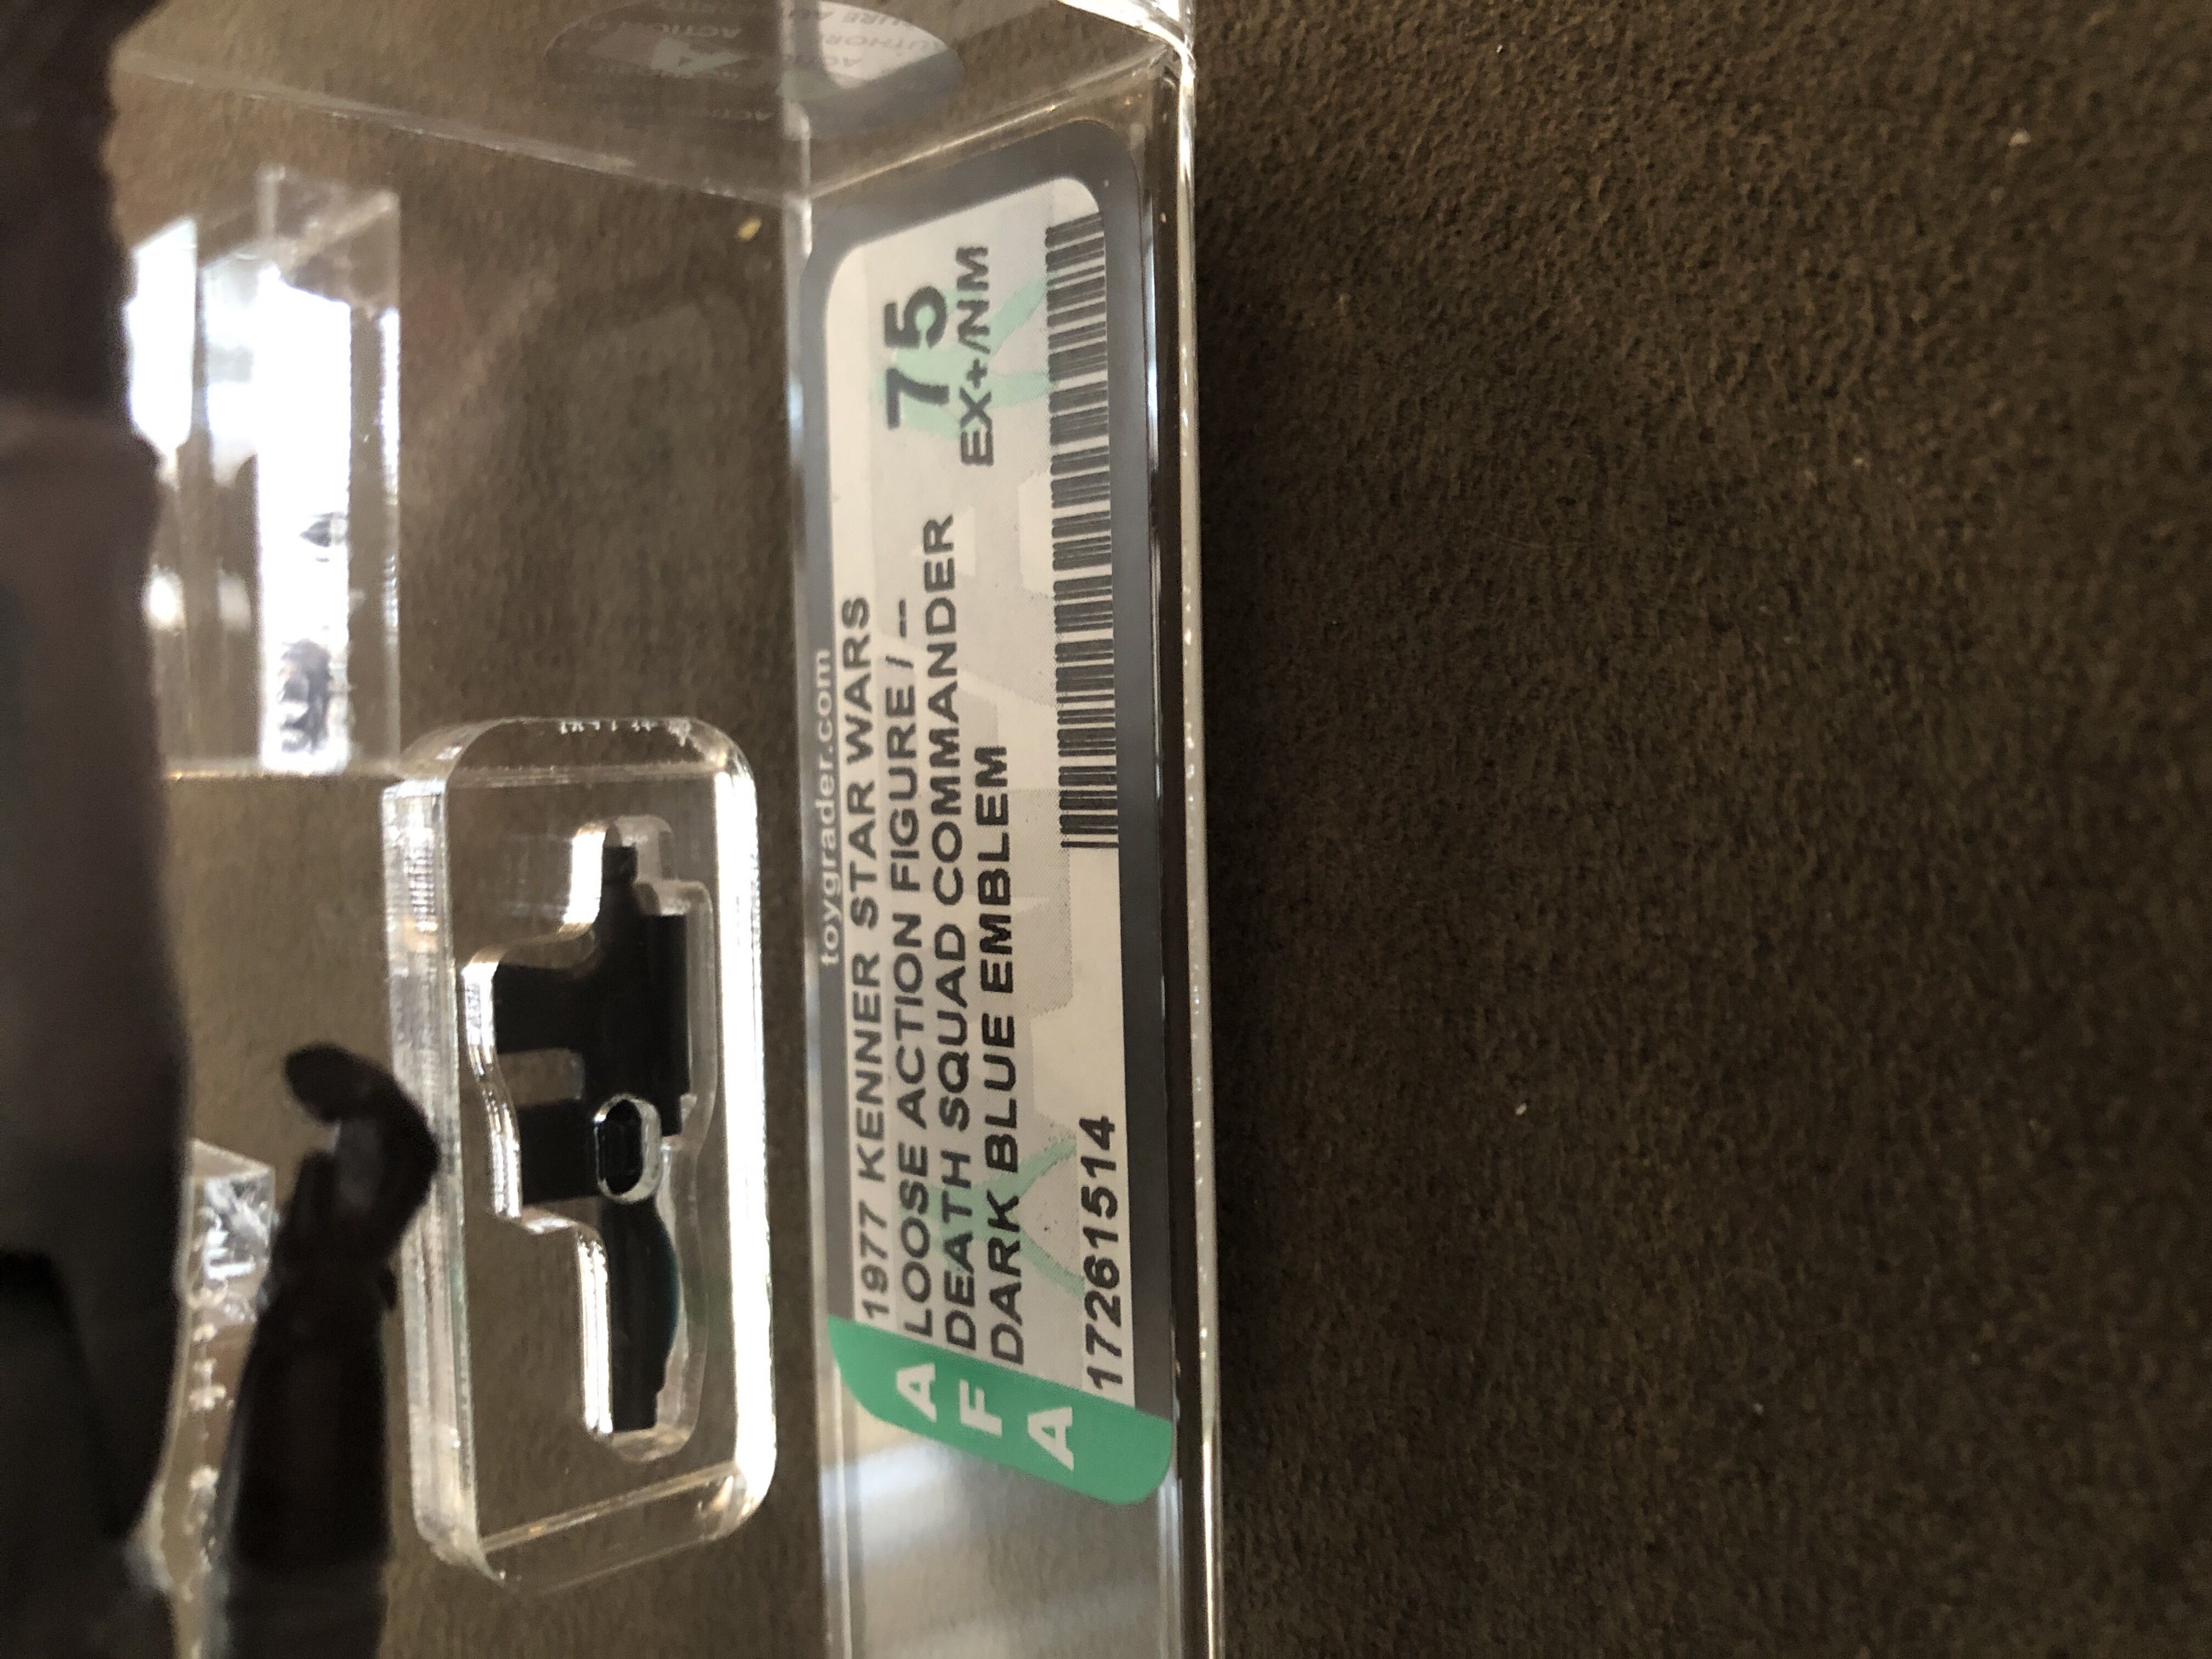 toygrader.com
1977 KENNER STAR WARS
LOOSE ACTION FIGURE / --
DEATH SQUAD COMMANDER
DARK BLUE EMBLEM
75
EX+/NM
17261514
AFA